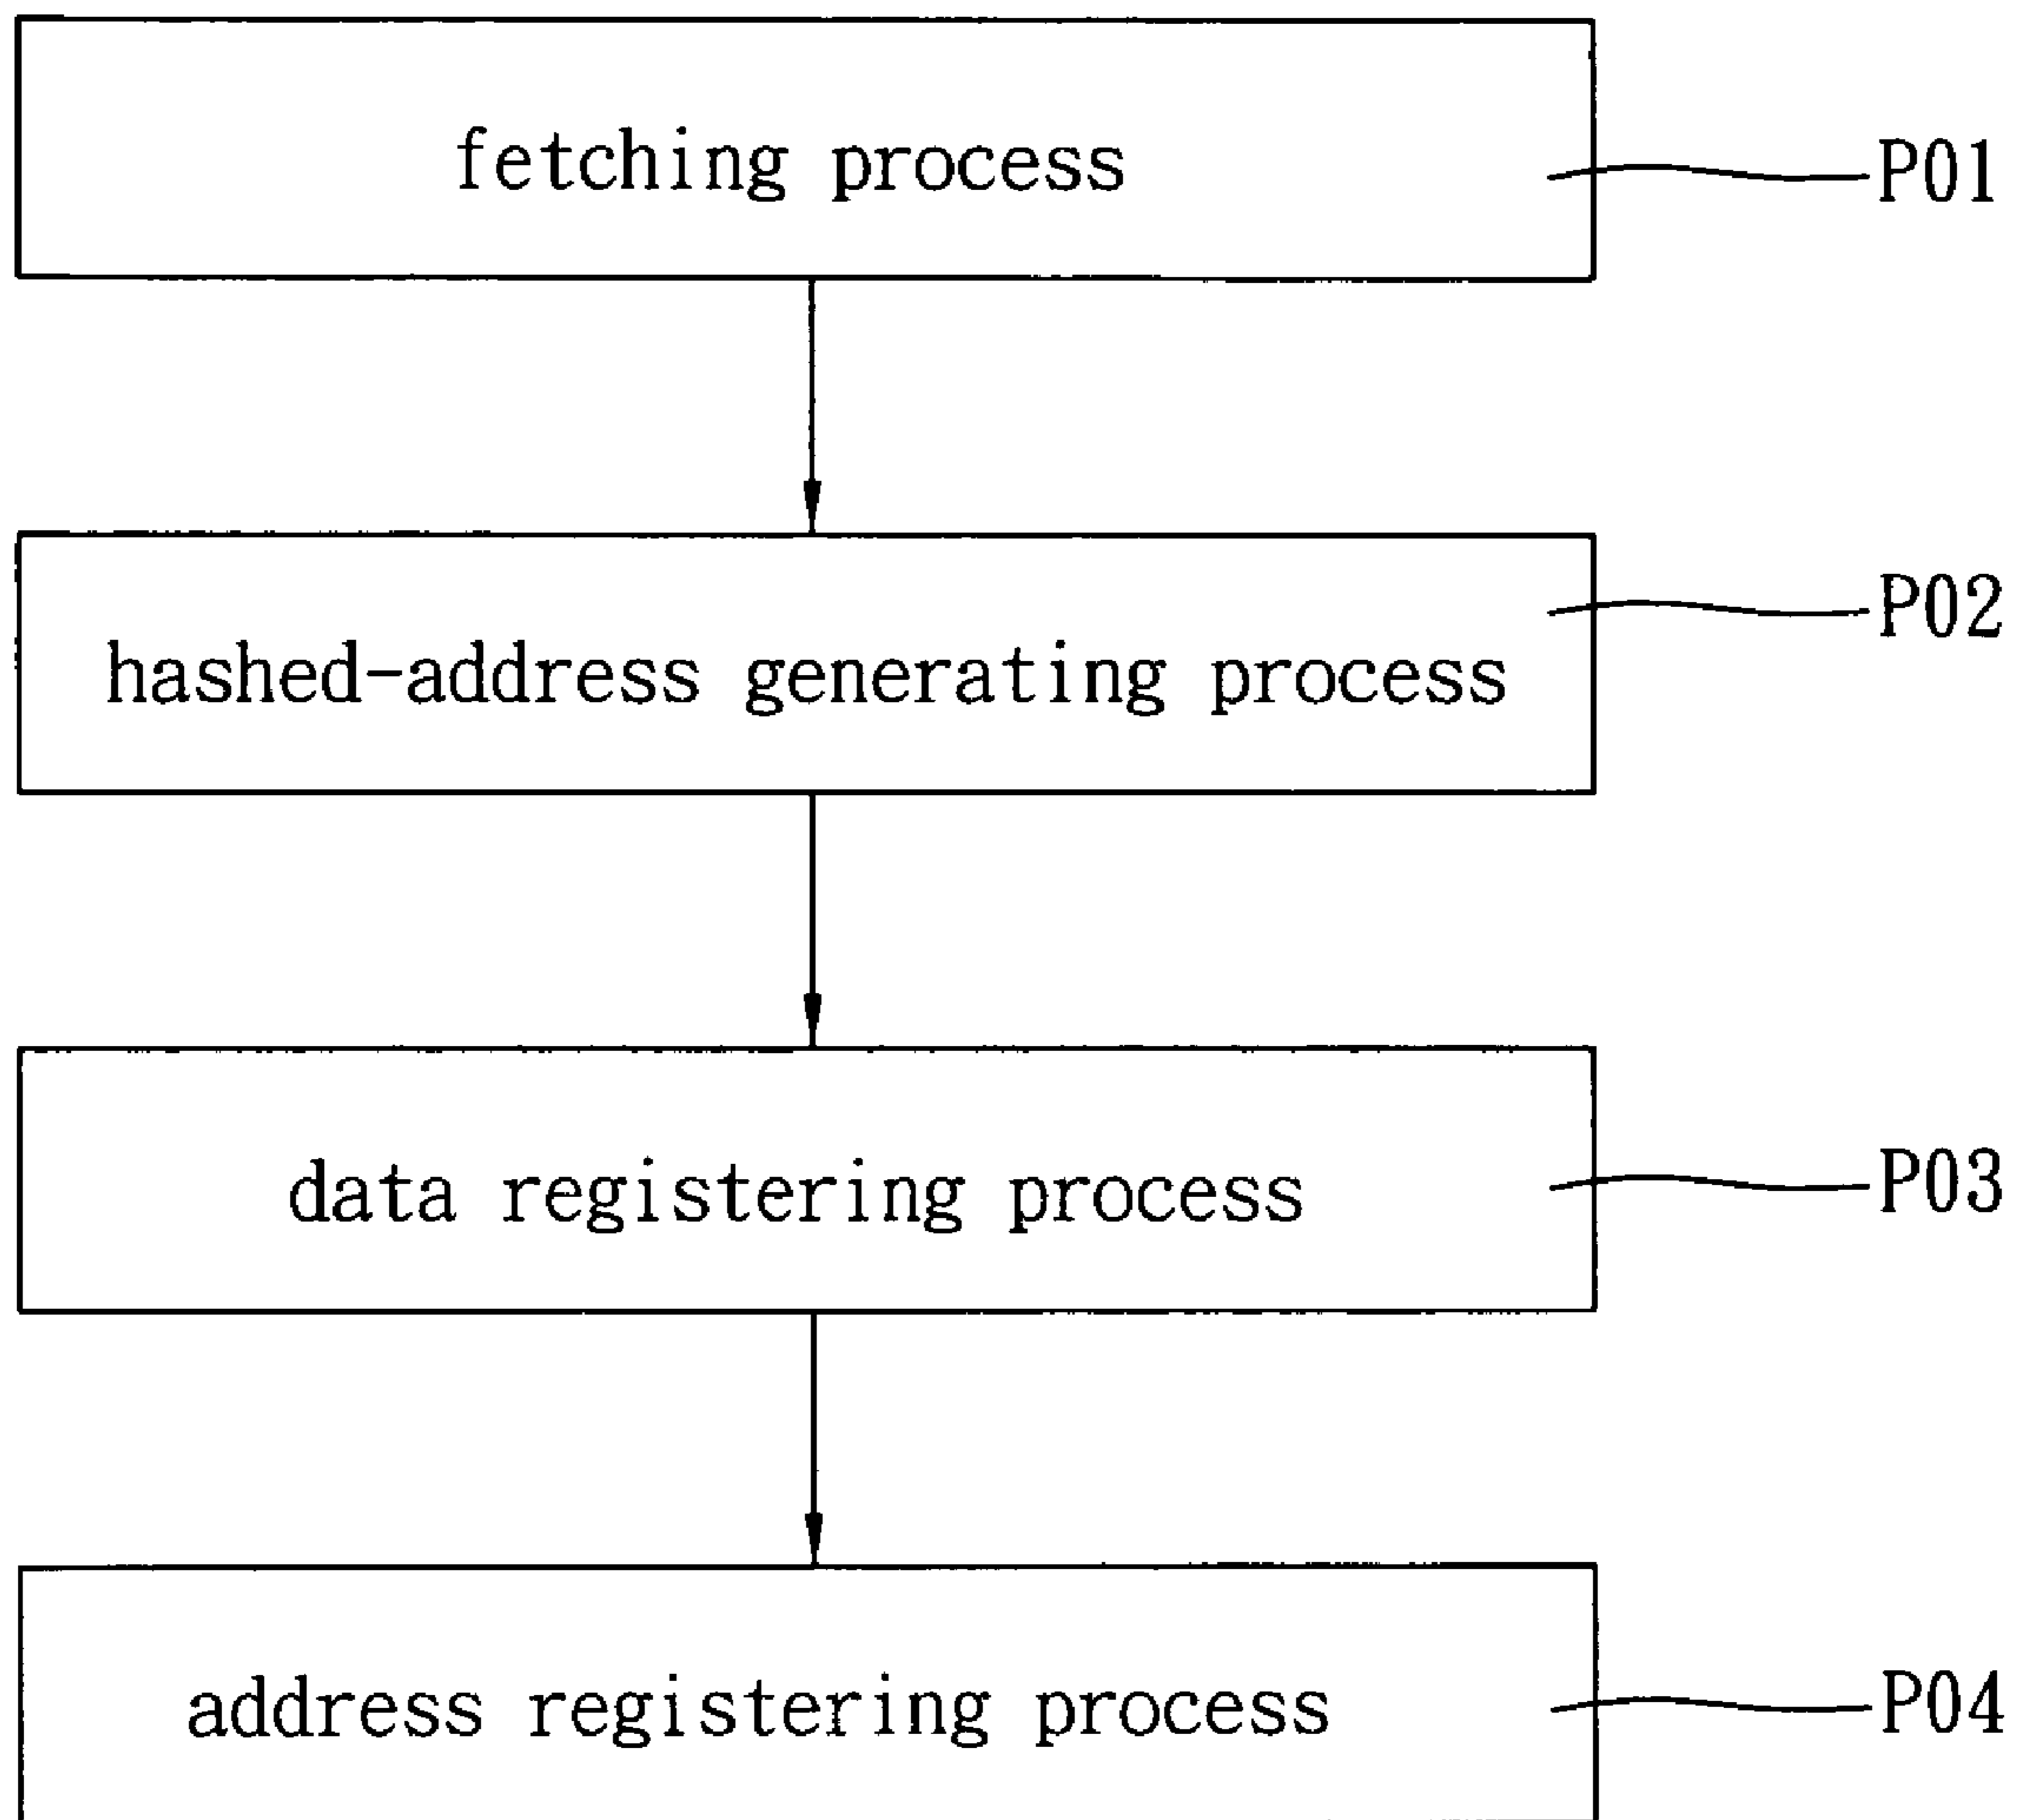 fetching process
P01
hashed-address generating process
P02
data registering process
P03
address registering process
P04